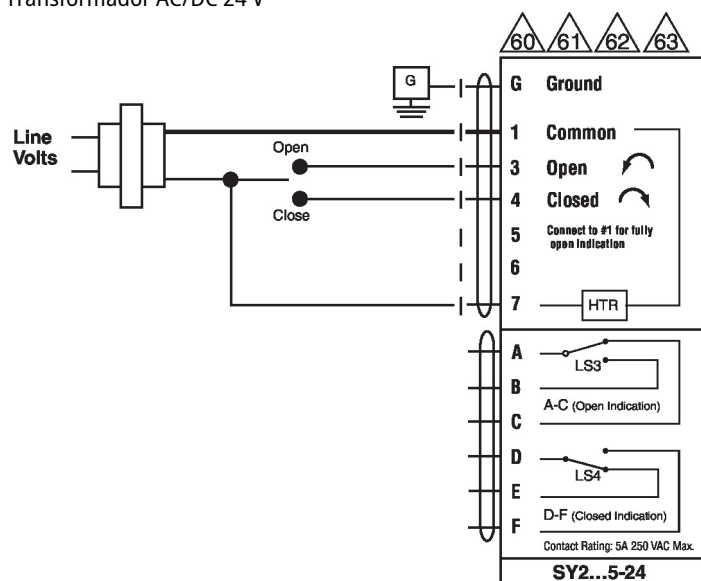 Transformador AC/DC 24 V
60 61 62 63
G G Ground
1 Common
Line Volts
Open
3 Open
4 Closed
Close
5 Connect to #1 for fully open indication
6
7 HTR
A
LS3
B
A-C (Open Indication)
C
D
LS4
E
D-F (Closed Indication)
F
Contact Rating: 5A 250 VAC Max.
SY2...5-24